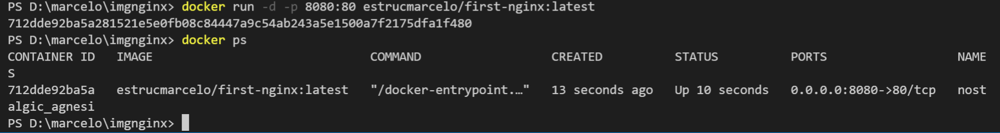 PS D:\marcelo\imgnginx> docker run -d -p 8080:80 estrucmarcelo/first-nginx:latest
712dde92ba5a281521e5e0fb08c84447a9c54ab243a5e1500a7f2175dfa1f480
PS D:\marcelo\imgnginx> docker ps
CONTAINER ID   IMAGE                              COMMAND                  CREATED          STATUS          PORTS                  NAME
S
712dde92ba5a   estrucmarcelo/first-nginx:latest   "/docker-entrypoint.…"   13 seconds ago   Up 10 seconds   0.0.0.0:8080->80/tcp   nost
algic_agnesi
PS D:\marcelo\imgnginx>